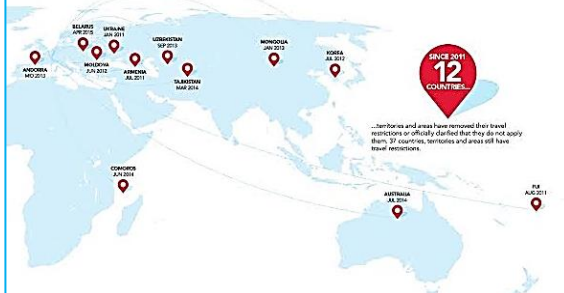 BELARUS
APR 2015
UKRAINE
JAN 2011
UZBEKISTAN
SEP 2013
MONGOLIA
JAN 2013
KOREA
JUL 2012
ANDORRA
MID 2013
MOLDOVA
JUN 2012
ARMENIA
JUL 2011
TAJIKISTAN
MAR 2014
SINCE 2011
12
COUNTRIES...
...territories and areas have removed their travel
restrictions or officially clarified that they do not apply
them. 37 countries, territories and areas still have
travel restrictions.
COMOROS
JUN 2014
AUSTRALIA
JUL 2014
FIJI
AUG 2011